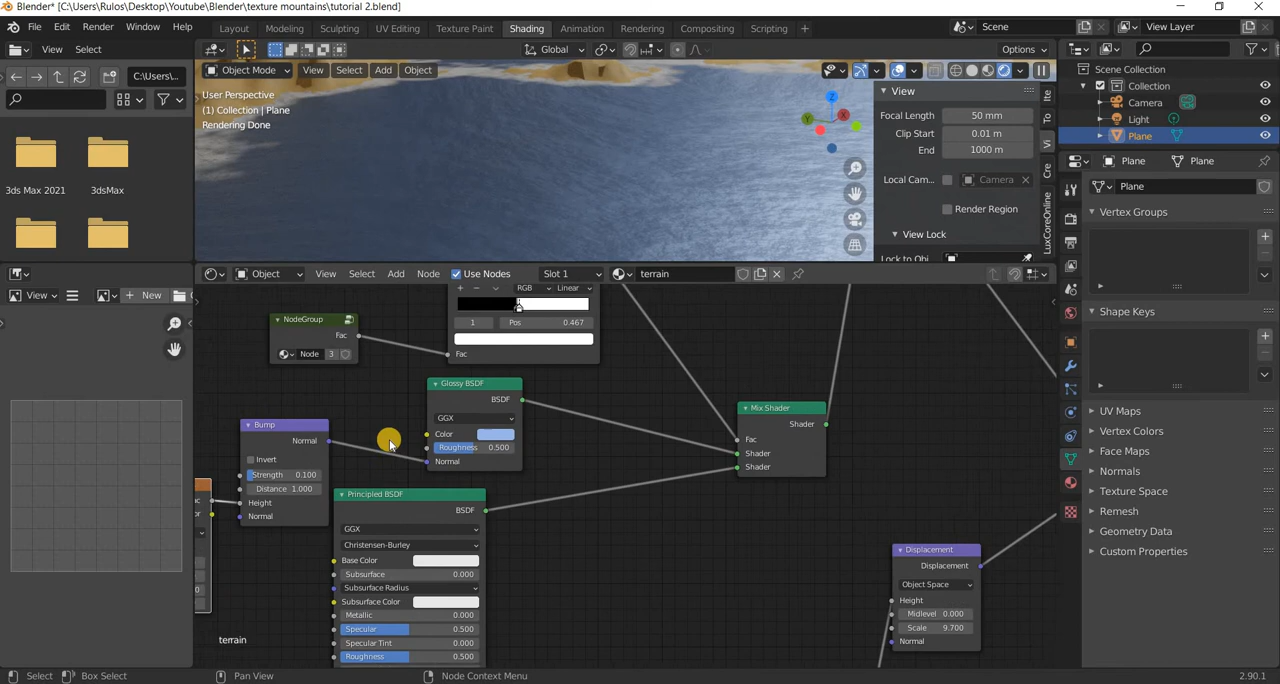 Blender* [C:\Users\Rulos\Desktop\Youtube\Blender\texture mountains\tutorial 2.blend]
File Edit Render Window Help Layout Modeling Sculpting UV Editing Texture Paint Shading Animation Rendering Compositing Scripting + Scene View Layer
View Select Global Options
C:\Users\...
Object Mode View Select Add Object
User Perspective
(1) Collection | Plane
Rendering Done
View
Focal Length 50 mm
Clip Start 0.01 m
End 1000 m
Local Cam... Camera
Render Region
View Lock
Lock to Obj
Ite
To
Vi
Cre
LuxCoreOnline
Scene Collection
Collection
Camera
Light
Plane
Plane Plane
Plane
Vertex Groups
Shape Keys
UV Maps
Vertex Colors
Face Maps
Normals
Texture Space
Remesh
Geometry Data
Custom Properties
3ds Max 2021 3dsMax
View New
Object View Select Add Node Use Nodes Slot 1 terrain
RGB Linear
1 Pos 0.467
Fac
NodeGroup
Fac
Node 3
Glossy BSDF
BSDF
GGX
Color
Roughness 0.500
Normal
Bump
Normal
Invert
Strength 0.100
Distance 1.000
Height
Normal
Mix Shader
Shader
Fac
Shader
Shader
Principled BSDF
BSDF
GGX
Christensen-Burley
Base Color
Subsurface 0.000
Subsurface Radius
Subsurface Color
Metallic 0.000
Specular 0.500
Specular Tint 0.000
Roughness 0.500
Displacement
Displacement
Object Space
Height
Midlevel 0.000
Scale 9.700
Normal
terrain
Select Box Select Pan View Node Context Menu 2.90.1